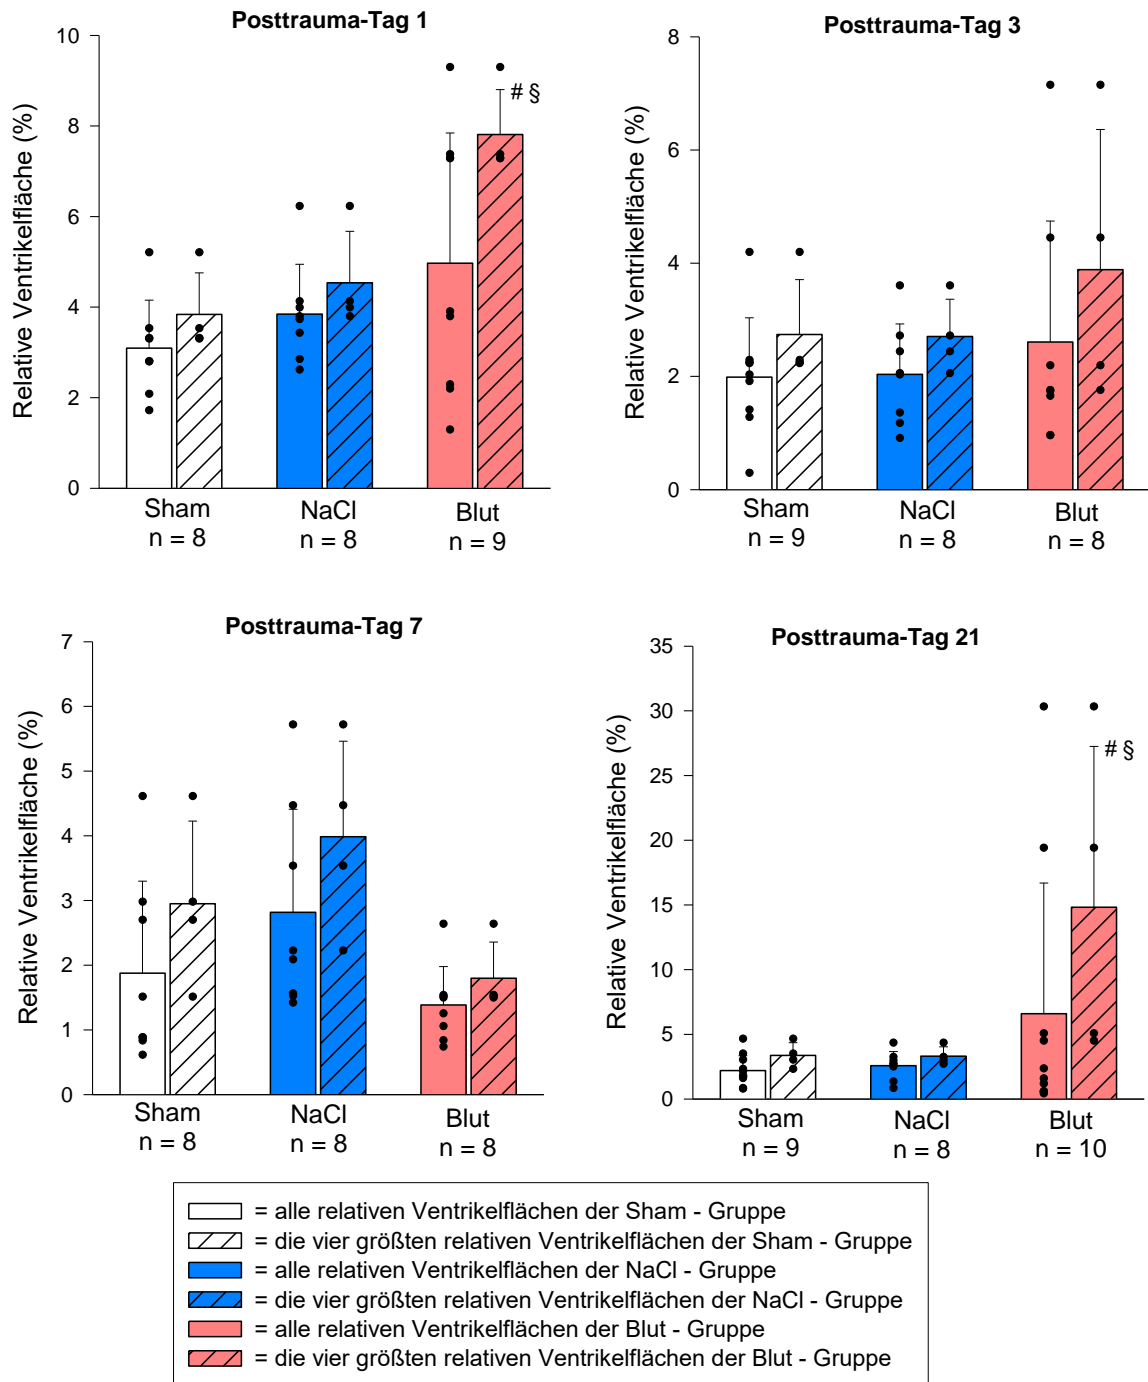 Posttrauma-Tag 1
Relative Ventrikelfläche (%)
10
8
6
4
2
0
# §
Sham
NaCl
Blut
n = 8
n = 8
n = 9
Posttrauma-Tag 3
Relative Ventrikelfläche (%)
8
6
4
2
0
Sham
NaCl
Blut
n = 9
n = 8
n = 8
Posttrauma-Tag 7
Relative Ventrikelfläche (%)
7
6
5
4
3
2
1
0
Sham
NaCl
Blut
n = 8
n = 8
n = 8
Posttrauma-Tag 21
Relative Ventrikelfläche (%)
35
30
25
20
15
10
5
0
# §
Sham
NaCl
Blut
n = 9
n = 8
n = 10
= alle relativen Ventrikelflächen der Sham - Gruppe
= die vier größten relativen Ventrikelflächen der Sham - Gruppe
= alle relativen Ventrikelflächen der NaCl - Gruppe
= die vier größten relativen Ventrikelflächen der NaCl - Gruppe
= alle relativen Ventrikelflächen der Blut - Gruppe
= die vier größten relativen Ventrikelflächen der Blut - Gruppe